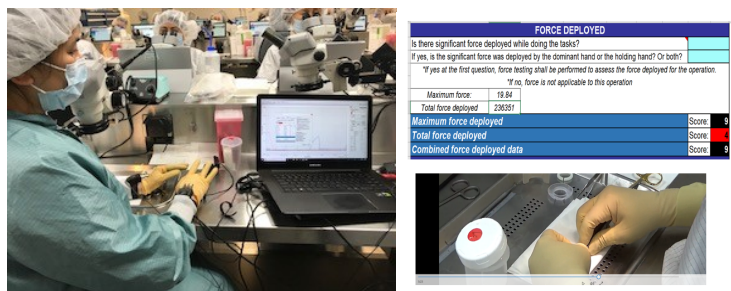 FORCE DEPLOYED
Is there significant force deployed while doing the tasks?
If yes, is the significant force was deployed by the dominant hand or the holding hand? Or both?
*If yes at the first question, force testing shall be performed to assess the force deployed for the operation.
*If no, force is not applicable to this operation
Maximum force: 19.84
Total force deployed 236351
Maximum force deployed Score: 9
Total force deployed Score: 4
Combined force deployed data Score: 9